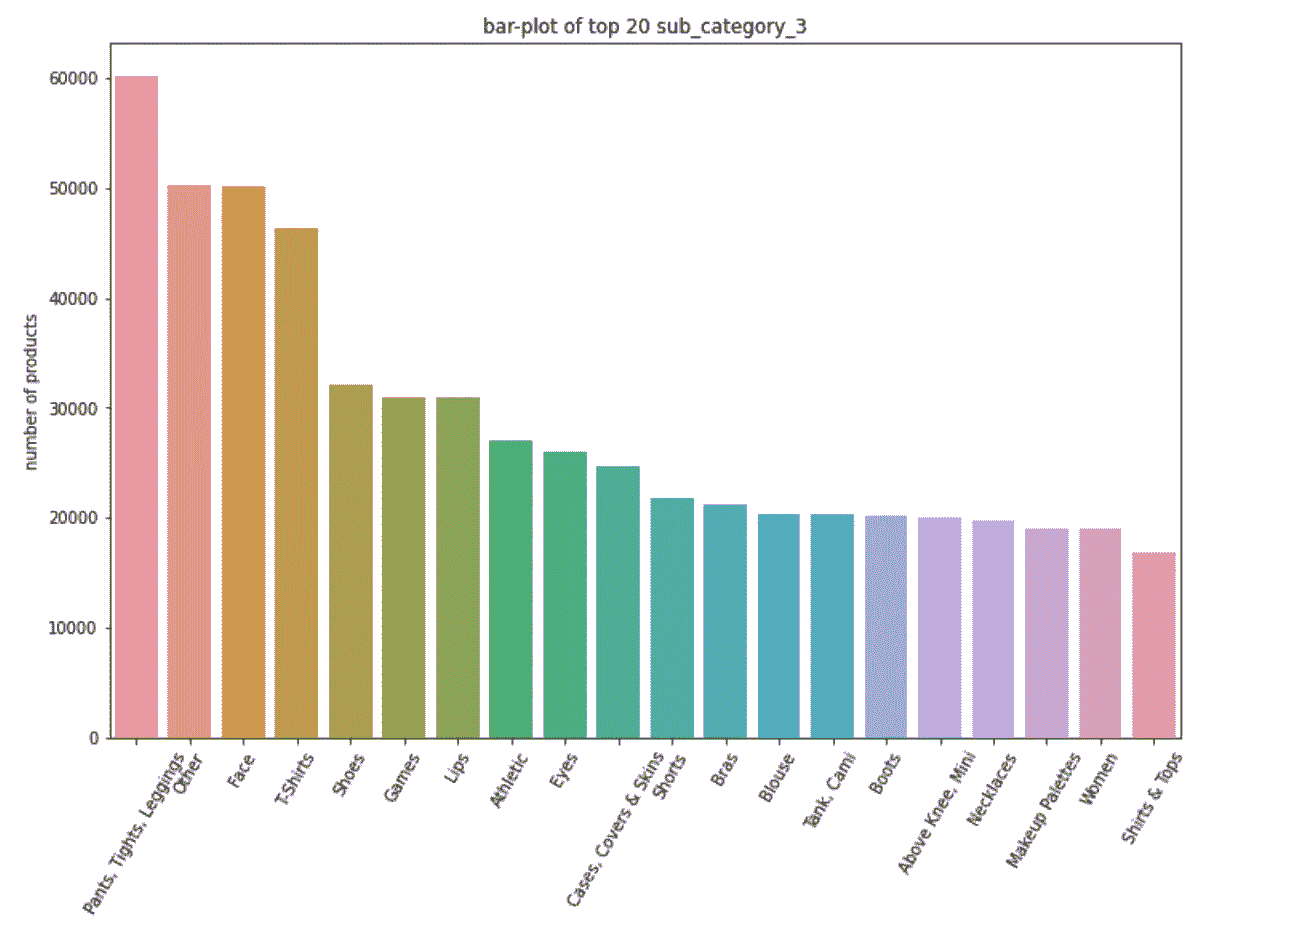 bar-plot of top 20 sub_category_3
number of products
60000
50000
40000
30000
20000
10000
0
Pants, Tights, Leggings
Other
Face
T-Shirts
Shoes
Games
Lips
Athletic
Eyes
Cases, Covers & Skins
Shorts
Bras
Blouse
Tank, Cami
Boots
Above Knee, Mini
Necklaces
Makeup Palettes
Women
Shirts & Tops